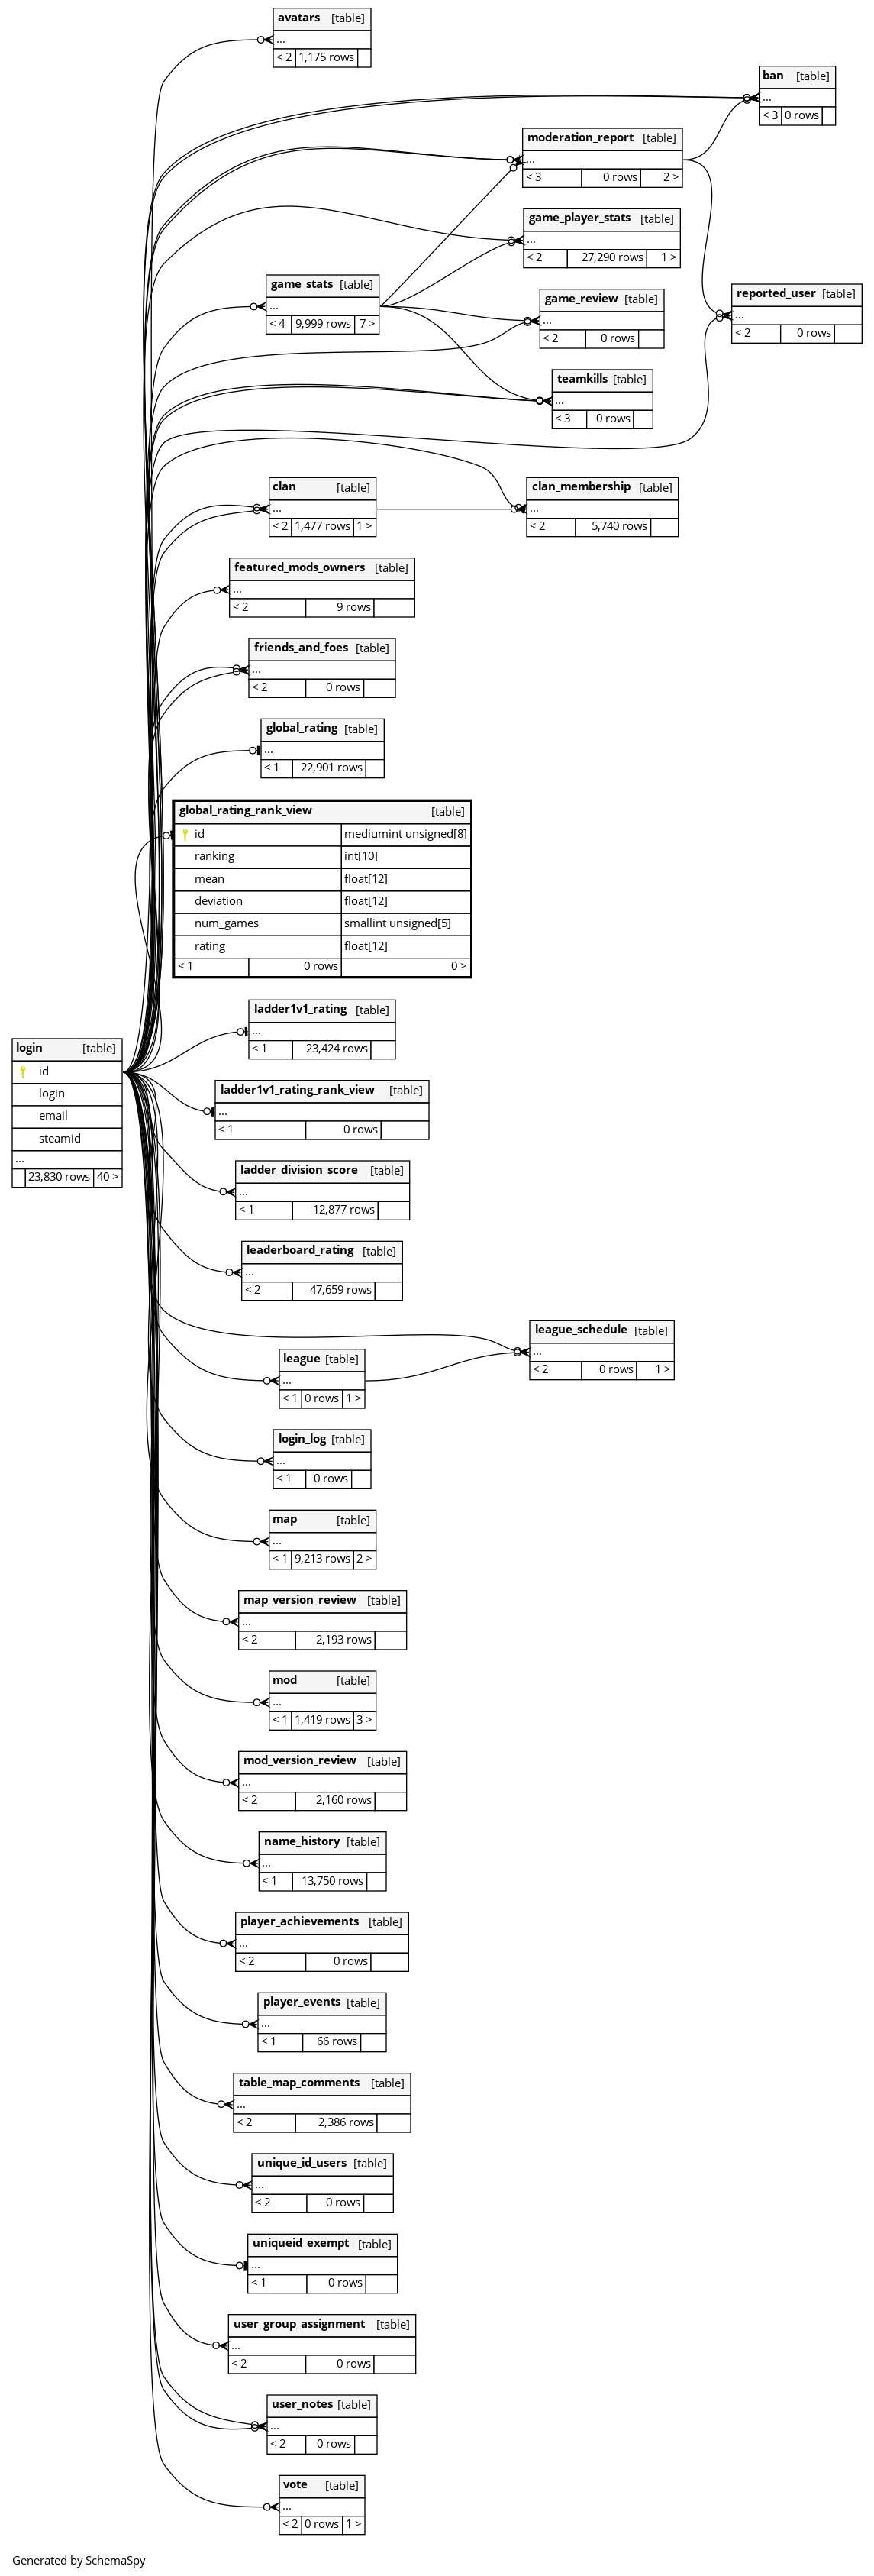 avatars [table]
...
< 2 1,175 rows
ban [table]
...
< 3 0 rows
moderation_report [table]
...
< 3 0 rows 2 >
game_player_stats [table]
...
< 2 27,290 rows 1 >
game_stats [table]
...
< 4 9,999 rows 7 >
game_review [table]
...
< 2 0 rows
reported_user [table]
...
< 2 0 rows
teamkills [table]
...
< 3 0 rows
clan [table]
...
< 2 1,477 rows 1 >
clan_membership [table]
...
< 2 5,740 rows
featured_mods_owners [table]
...
< 2 9 rows
friends_and_foes [table]
...
< 2 0 rows
global_rating [table]
...
< 1 22,901 rows
global_rating_rank_view [table]
id mediumint unsigned[8]
ranking int[10]
mean float[12]
deviation float[12]
num_games smallint unsigned[5]
rating float[12]
< 1 0 rows 0 >
ladder1v1_rating [table]
...
< 1 23,424 rows
login [table]
id
login
email
steamid
...
23,830 rows 40 >
ladder1v1_rating_rank_view [table]
...
< 1 0 rows
ladder_division_score [table]
...
< 1 12,877 rows
leaderboard_rating [table]
...
< 2 47,659 rows
league_schedule [table]
...
< 2 0 rows 1 >
league [table]
...
< 1 0 rows 1 >
login_log [table]
...
< 1 0 rows
map [table]
...
< 1 9,213 rows 2 >
map_version_review [table]
...
< 2 2,193 rows
mod [table]
...
< 1 1,419 rows 3 >
mod_version_review [table]
...
< 2 2,160 rows
name_history [table]
...
< 1 13,750 rows
player_achievements [table]
...
< 2 0 rows
player_events [table]
...
< 1 66 rows
table_map_comments [table]
...
< 2 2,386 rows
unique_id_users [table]
...
< 2 0 rows
uniqueid_exempt [table]
...
< 1 0 rows
user_group_assignment [table]
...
< 2 0 rows
user_notes [table]
...
< 2 0 rows
vote [table]
...
< 2 0 rows 1 >
Generated by SchemaSpy